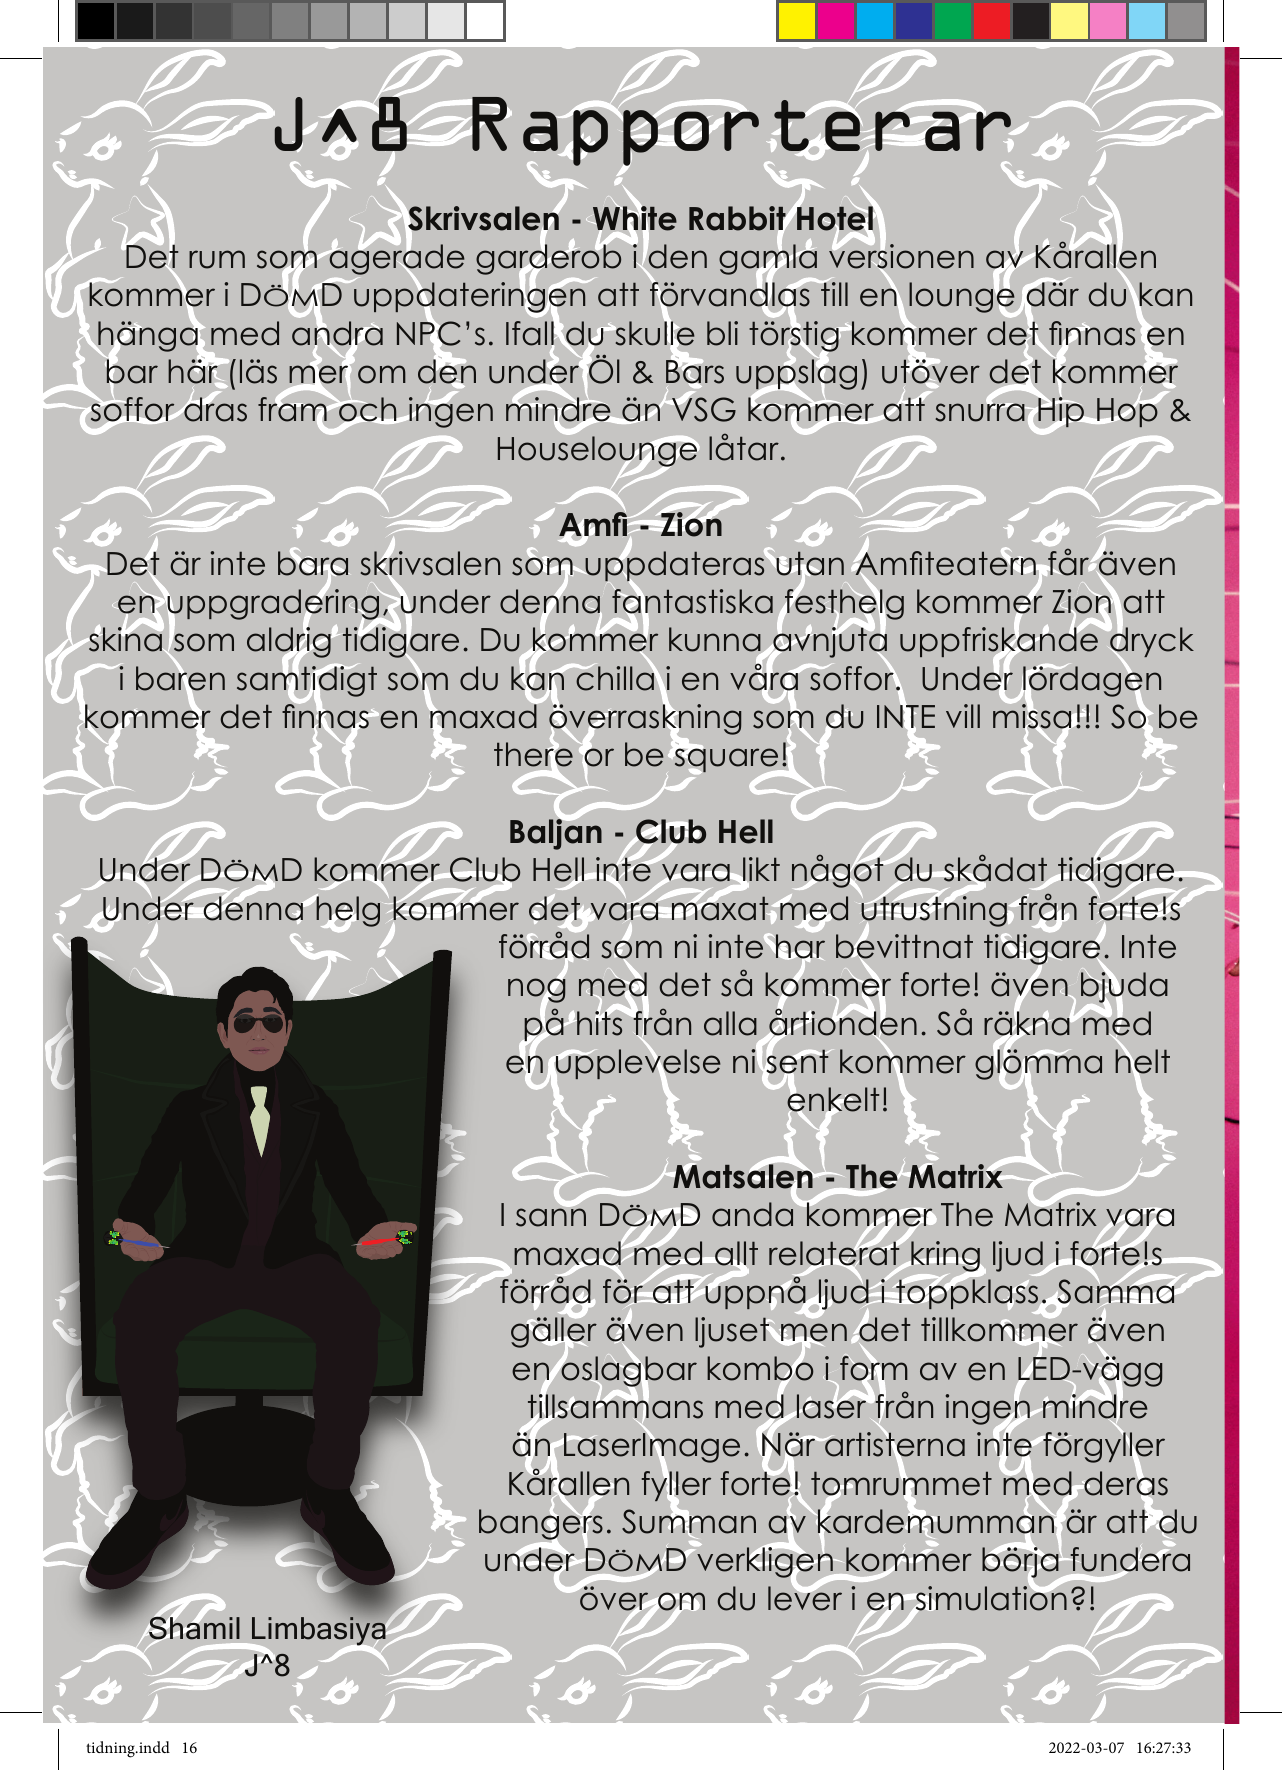 J^8 Rapporterar
Skrivsalen - White Rabbit Hotel
Det rum som agerade garderob i den gamla versionen av Kårallen
kommer i DÖMD uppdateringen att förvandlas till en lounge där du kan
hänga med andra NPC’s. Ifall du skulle bli törstig kommer det finnas en
bar här (läs mer om den under Öl & Bars uppslag) utöver det kommer
soffor dras fram och ingen mindre än VSG kommer att snurra Hip Hop &
Houselounge låtar.
Amfi - Zion
Det är inte bara skrivsalen som uppdateras utan Amfiteatern får även
en uppgradering, under denna fantastiska festhelg kommer Zion att
skina som aldrig tidigare. Du kommer kunna avnjuta uppfriskande dryck
i baren samtidigt som du kan chilla i en våra soffor.  Under lördagen
kommer det finnas en maxad överraskning som du INTE vill missa!!! So be
there or be square!
Baljan - Club Hell
Under DÖMD kommer Club Hell inte vara likt något du skådat tidigare.
Under denna helg kommer det vara maxat med utrustning från forte!s
förråd som ni inte har bevittnat tidigare. Inte
nog med det så kommer forte! även bjuda
på hits från alla årtionden. Så räkna med
en upplevelse ni sent kommer glömma helt
enkelt!
Matsalen - The Matrix
I sann DÖMD anda kommer The Matrix vara
maxad med allt relaterat kring ljud i forte!s
förråd för att uppnå ljud i toppklass. Samma
gäller även ljuset men det tillkommer även
en oslagbar kombo i form av en LED-vägg
tillsammans med laser från ingen mindre
än LaserImage. När artisterna inte förgyller
Kårallen fyller forte! tomrummet med deras
bangers. Summan av kardemumman är att du
under DÖMD verkligen kommer börja fundera
över om du lever i en simulation?!
Shamil Limbasiya
J^8
tidning.indd   16
2022-03-07   16:27:33